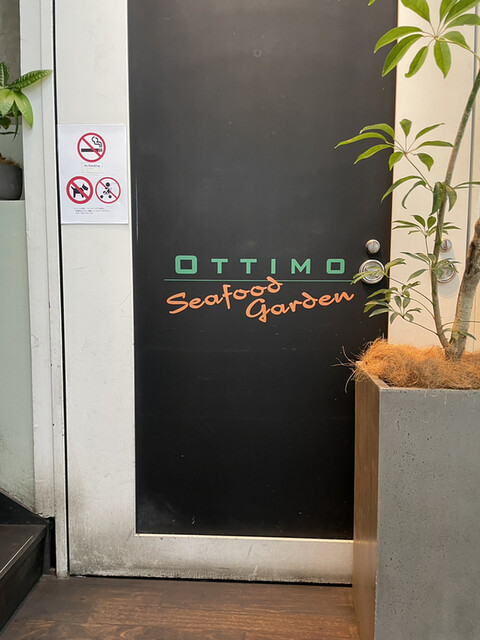 No Smoking
OTTIMO
Seafood
Garden